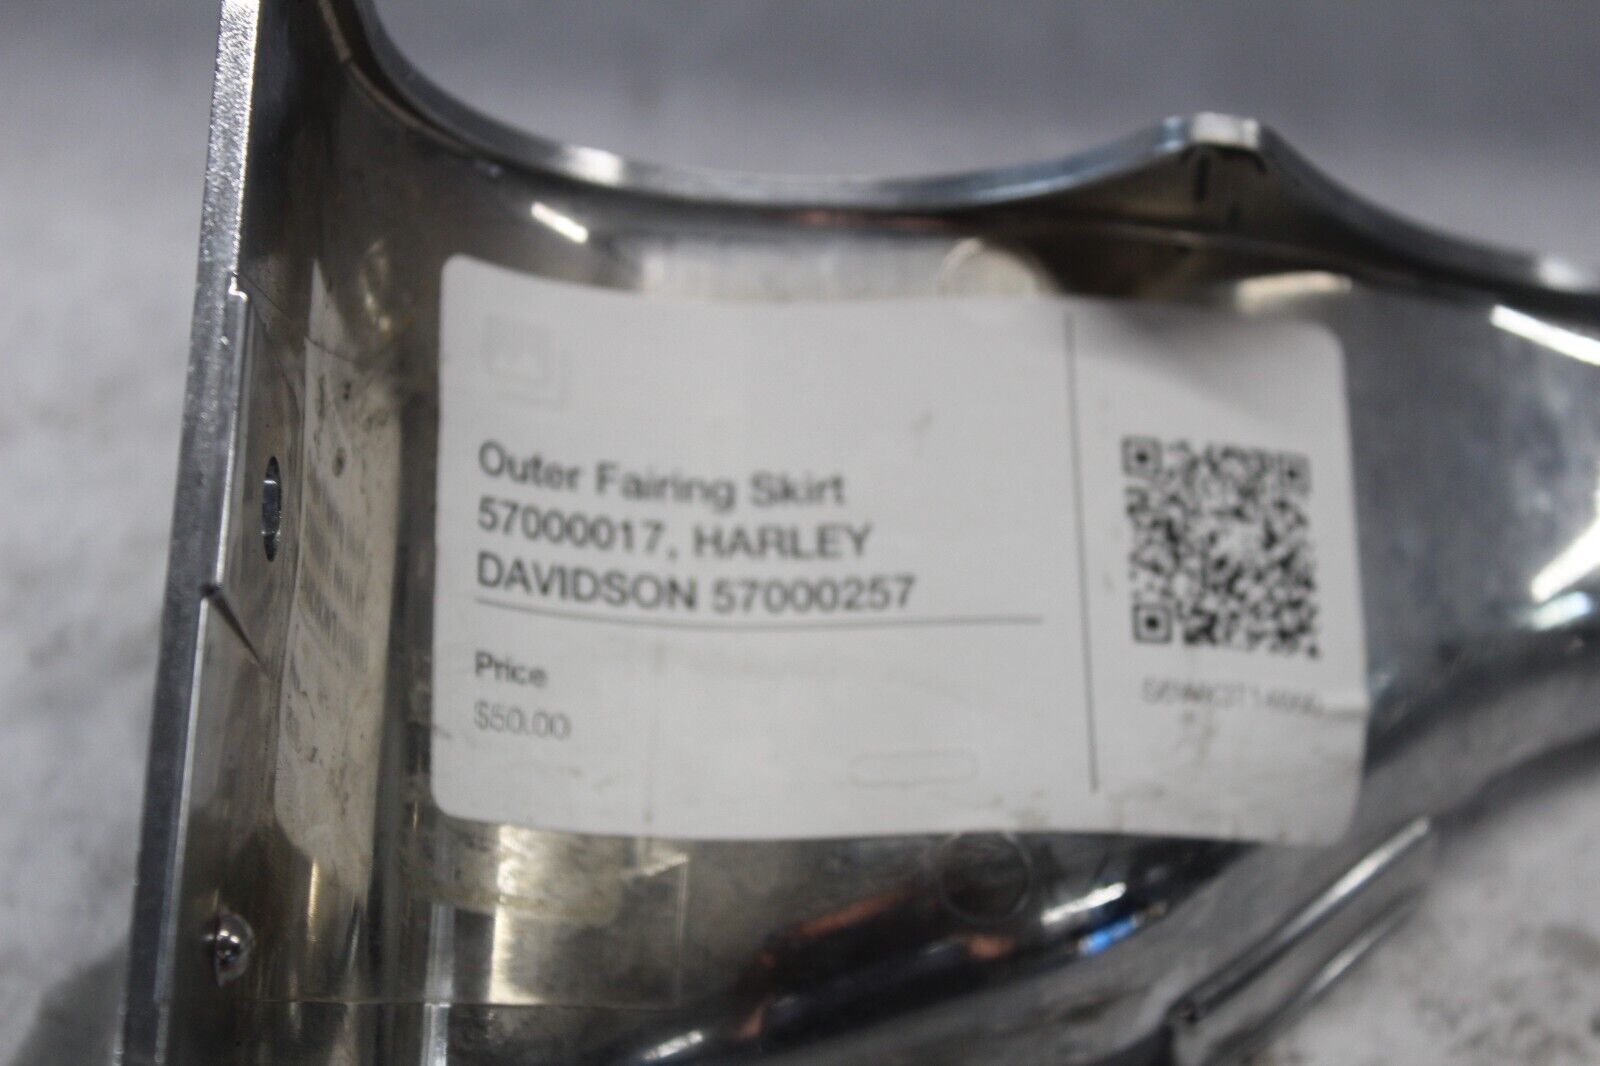 Outer Fairing Skirt
57000017, HARLEY
DAVIDSON 57000257
Price
$50.00